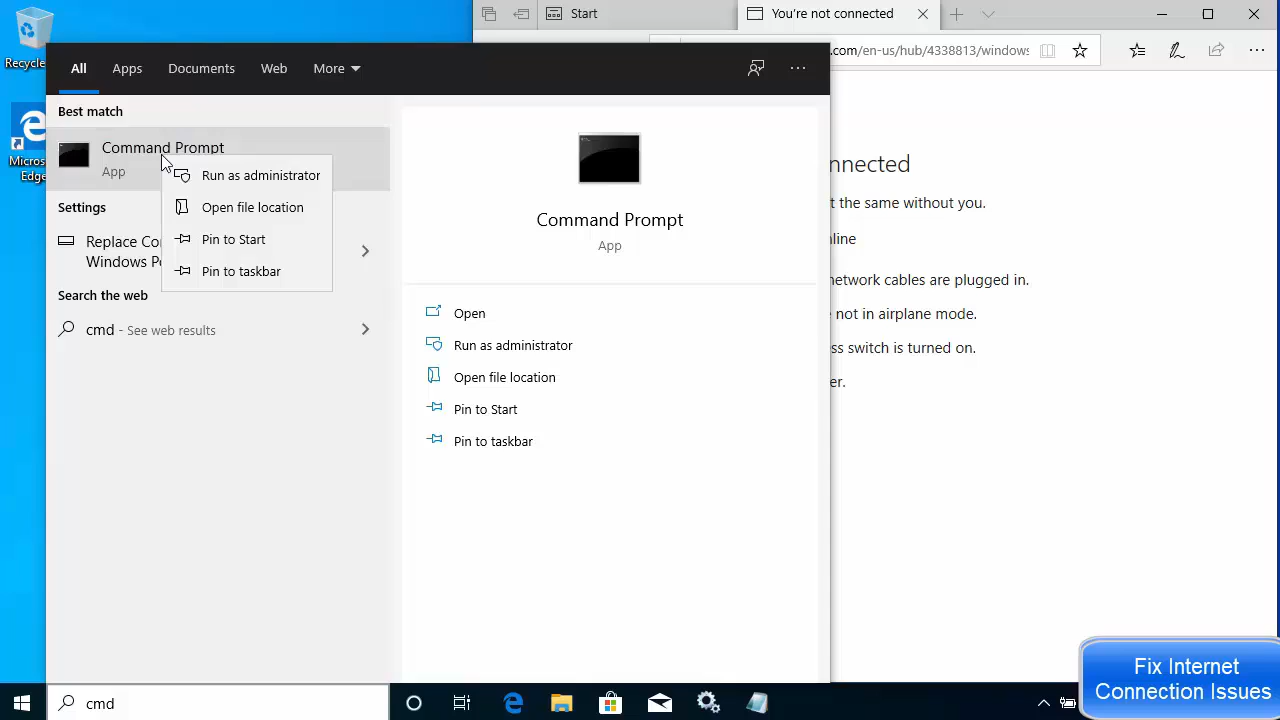 Recycle
Micros
Edge
Start
You're not connected
.com/en-us/hub/4338813/windows
All
Apps
Documents
Web
More
Best match
Command Prompt
App
Run as administrator
Open file location
Pin to Start
Pin to taskbar
Settings
Replace Co
Windows Po
Search the web
cmd - See web results
Command Prompt
App
Open
Run as administrator
Open file location
Pin to Start
Pin to taskbar
nnected
t the same without you.
nline
network cables are plugged in.
e not in airplane mode.
ss switch is turned on.
er.
Fix Internet
Connection Issues
cmd